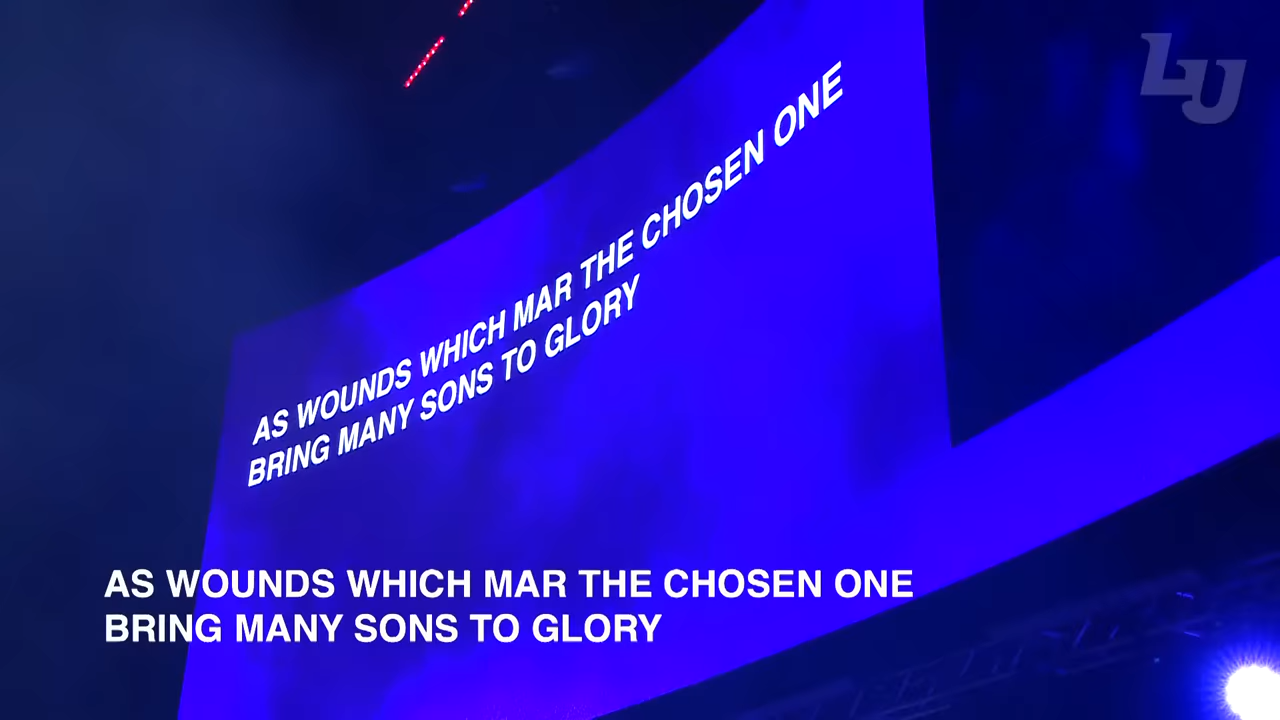 LU
AS WOUNDS WHICH MAR THE CHOSEN ONE
BRING MANY SONS TO GLORY
AS WOUNDS WHICH MAR THE CHOSEN ONE
BRING MANY SONS TO GLORY